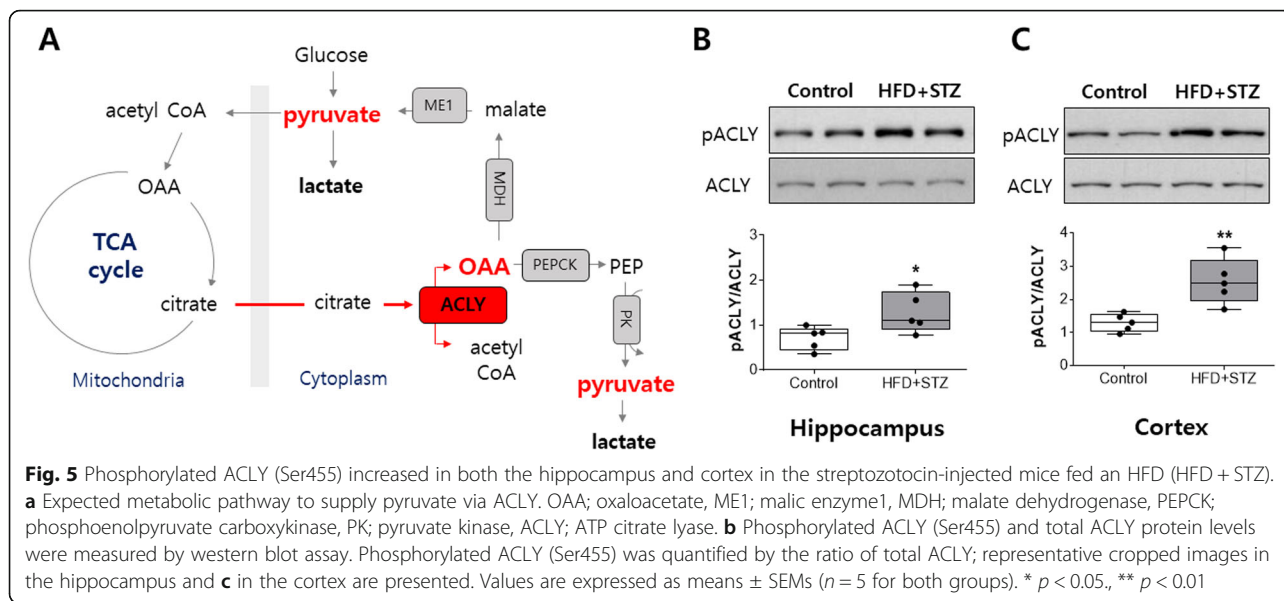 A
Glucose
acetyl CoA
pyruvate
ME1
malate
lactate
OAA
MDH
TCA
cycle
OAA
PEPCK
PEP
citrate
citrate
ACLY
PK
acetyl
CoA
Mitochondria
Cytoplasm
pyruvate
lactate
B
Control HFD+STZ
pACLY
ACLY
pACLY/ACLY
3
2
1
0
*
Control HFD+STZ
Hippocampus
C
Control HFD+STZ
pACLY
ACLY
pACLY/ACLY
4
3
2
1
0
**
Control HFD+STZ
Cortex
Fig. 5 Phosphorylated ACLY (Ser455) increased in both the hippocampus and cortex in the streptozotocin-injected mice fed an HFD (HFD + STZ).
a Expected metabolic pathway to supply pyruvate via ACLY. OAA; oxaloacetate, ME1; malic enzyme1, MDH; malate dehydrogenase, PEPCK;
phosphoenolpyruvate carboxykinase, PK; pyruvate kinase, ACLY; ATP citrate lyase. b Phosphorylated ACLY (Ser455) and total ACLY protein levels
were measured by western blot assay. Phosphorylated ACLY (Ser455) was quantified by the ratio of total ACLY; representative cropped images in
the hippocampus and c in the cortex are presented. Values are expressed as means ± SEMs (n = 5 for both groups). * p < 0.05., ** p < 0.01